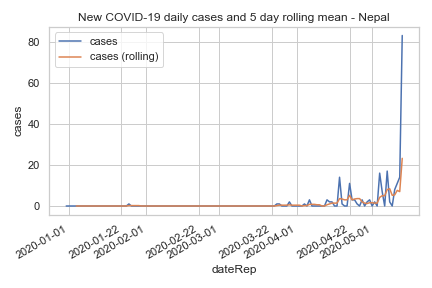 New COVID-19 daily cases and 5 day rolling mean - Nepal
cases
cases (rolling)
80
60
40
20
0
cases
2020-01-01
2020-01-22
2020-02-01
2020-02-22
2020-03-01
2020-03-22
2020-04-01
2020-04-22
2020-05-01
dateRep